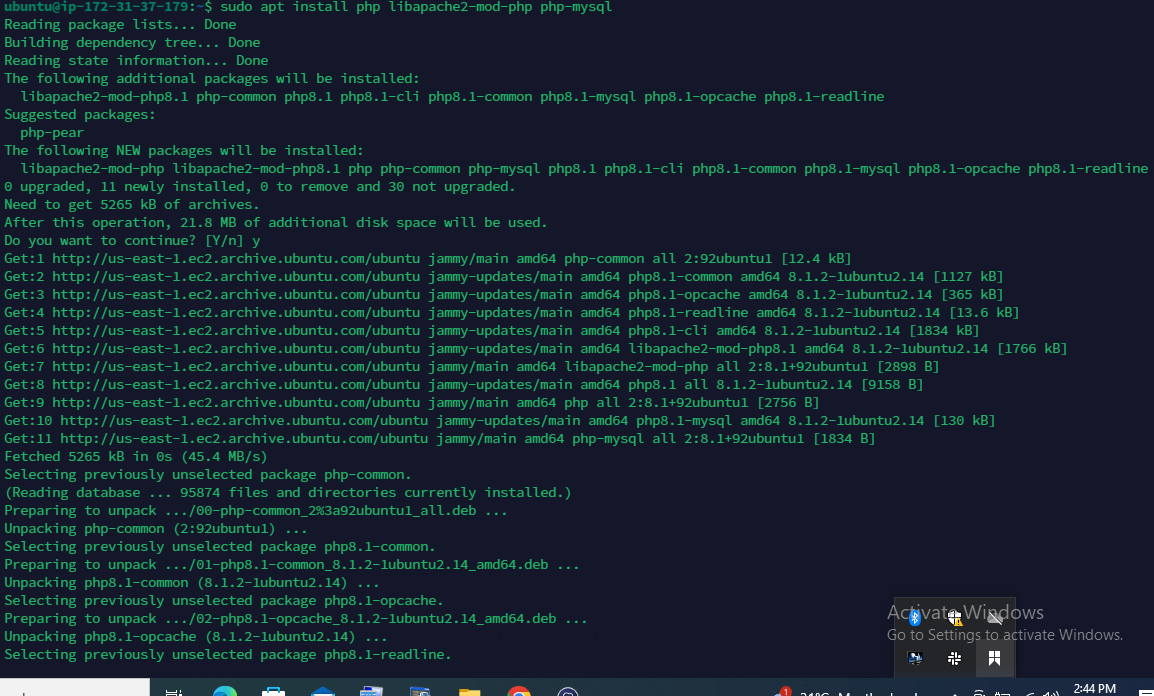 ubuntu@ip-172-31-37-179:~$ sudo apt install php libapache2-mod-php php-mysql
Reading package lists... Done
Building dependency tree... Done
Reading state information... Done
The following additional packages will be installed:
  libapache2-mod-php8.1 php-common php8.1 php8.1-cli php8.1-common php8.1-mysql php8.1-opcache php8.1-readline
Suggested packages:
  php-pear
The following NEW packages will be installed:
  libapache2-mod-php libapache2-mod-php8.1 php php-common php-mysql php8.1 php8.1-cli php8.1-common php8.1-mysql php8.1-opcache php8.1-readline
0 upgraded, 11 newly installed, 0 to remove and 30 not upgraded.
Need to get 5265 kB of archives.
After this operation, 21.8 MB of additional disk space will be used.
Do you want to continue? [Y/n] y
Get:1 http://us-east-1.ec2.archive.ubuntu.com/ubuntu jammy/main amd64 php-common all 2:92ubuntu1 [12.4 kB]
Get:2 http://us-east-1.ec2.archive.ubuntu.com/ubuntu jammy-updates/main amd64 php8.1-common amd64 8.1.2-1ubuntu2.14 [1127 kB]
Get:3 http://us-east-1.ec2.archive.ubuntu.com/ubuntu jammy-updates/main amd64 php8.1-opcache amd64 8.1.2-1ubuntu2.14 [365 kB]
Get:4 http://us-east-1.ec2.archive.ubuntu.com/ubuntu jammy-updates/main amd64 php8.1-readline amd64 8.1.2-1ubuntu2.14 [13.6 kB]
Get:5 http://us-east-1.ec2.archive.ubuntu.com/ubuntu jammy-updates/main amd64 php8.1-cli amd64 8.1.2-1ubuntu2.14 [1834 kB]
Get:6 http://us-east-1.ec2.archive.ubuntu.com/ubuntu jammy-updates/main amd64 libapache2-mod-php8.1 amd64 8.1.2-1ubuntu2.14 [1766 kB]
Get:7 http://us-east-1.ec2.archive.ubuntu.com/ubuntu jammy/main amd64 libapache2-mod-php all 2:8.1+92ubuntu1 [2898 B]
Get:8 http://us-east-1.ec2.archive.ubuntu.com/ubuntu jammy-updates/main amd64 php8.1 all 8.1.2-1ubuntu2.14 [9158 B]
Get:9 http://us-east-1.ec2.archive.ubuntu.com/ubuntu jammy/main amd64 php all 2:8.1+92ubuntu1 [2756 B]
Get:10 http://us-east-1.ec2.archive.ubuntu.com/ubuntu jammy-updates/main amd64 php8.1-mysql amd64 8.1.2-1ubuntu2.14 [130 kB]
Get:11 http://us-east-1.ec2.archive.ubuntu.com/ubuntu jammy/main amd64 php-mysql all 2:8.1+92ubuntu1 [1834 B]
Fetched 5265 kB in 0s (45.4 MB/s)
Selecting previously unselected package php-common.
(Reading database ... 95874 files and directories currently installed.)
Preparing to unpack .../00-php-common_2%3a92ubuntu1_all.deb ...
Unpacking php-common (2:92ubuntu1) ...
Selecting previously unselected package php8.1-common.
Preparing to unpack .../01-php8.1-common_8.1.2-1ubuntu2.14_amd64.deb ...
Unpacking php8.1-common (8.1.2-1ubuntu2.14) ...
Selecting previously unselected package php8.1-opcache.
Preparing to unpack .../02-php8.1-opcache_8.1.2-1ubuntu2.14_amd64.deb ...
Unpacking php8.1-opcache (8.1.2-1ubuntu2.14) ...
Selecting previously unselected package php8.1-readline.
Activate Windows
Go to Settings to activate Windows.
1
2:44 PM